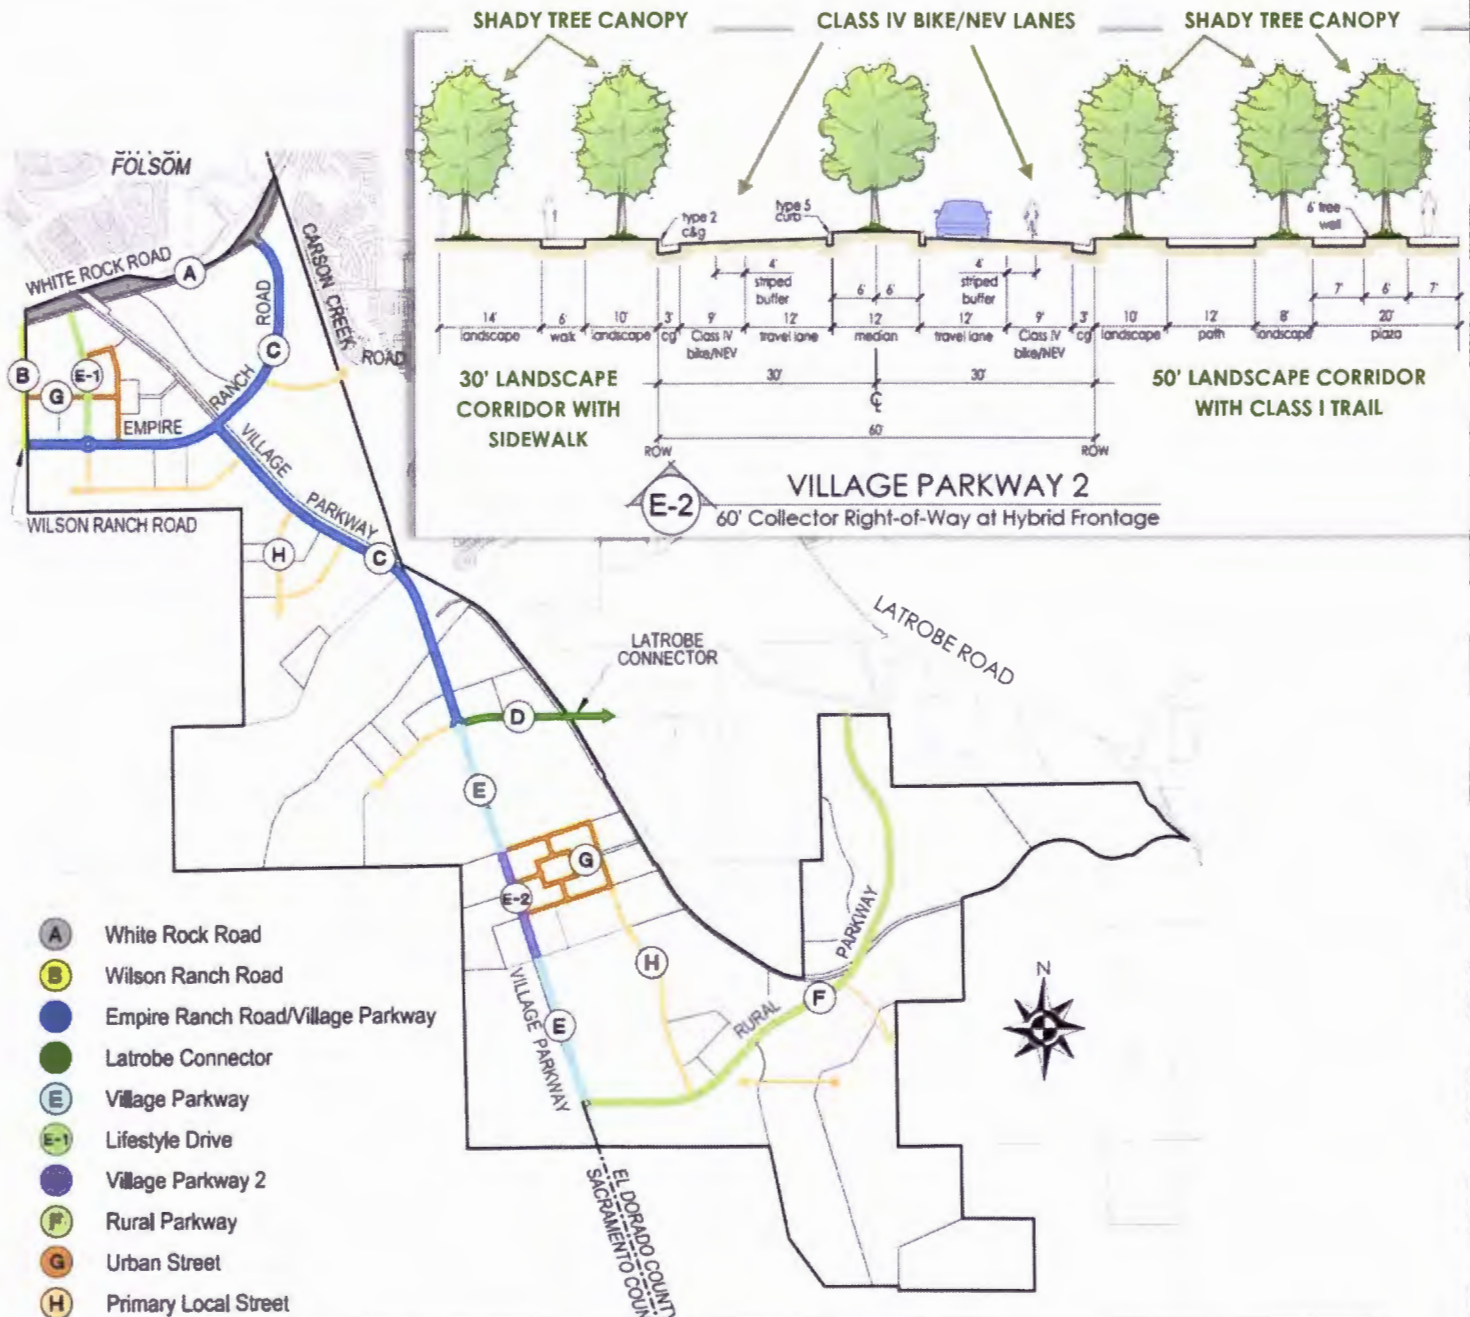 SHADY TREE CANOPY
CLASS IV BIKE/NEV LANES
SHADY TREE CANOPY
type 2
c&g
type 5
curb
6' tree
well
4'
striped
buffer
6'
6'
4'
striped
buffer
7'
6'
7'
14'
landscape
6'
walk
10'
landscape
3'
cg
9'
Class IV
bike/NEV
12'
travel lane
12'
median
12'
travel lane
9'
Class IV
bike/NEV
3'
cg
10'
landscape
12'
path
8'
landscape
20'
plaza
30'
30'
60'
ROW
ROW
30' LANDSCAPE
CORRIDOR WITH
SIDEWALK
50' LANDSCAPE CORRIDOR
WITH CLASS I TRAIL
E-2
VILLAGE PARKWAY 2
60' Collector Right-of-Way at Hybrid Frontage
FOLSOM
WHITE ROCK ROAD
A
CARSON CREEK
ROAD
ROAD
C
B
G
E-1
RANCH
EMPIRE
VILLAGE
PARKWAY
WILSON RANCH ROAD
H
C
LATROBE ROAD
LATROBE
CONNECTOR
D
E
G
E-2
PARKWAY
H
F
RURAL
E
VILLAGE PARKWAY
N
EL DORADO COUNTY
SACRAMENTO COUN
A White Rock Road
B Wilson Ranch Road
Empire Ranch Road/Village Parkway
Latrobe Connector
E Village Parkway
E-1 Lifestyle Drive
Village Parkway 2
F Rural Parkway
G Urban Street
H Primary Local Street